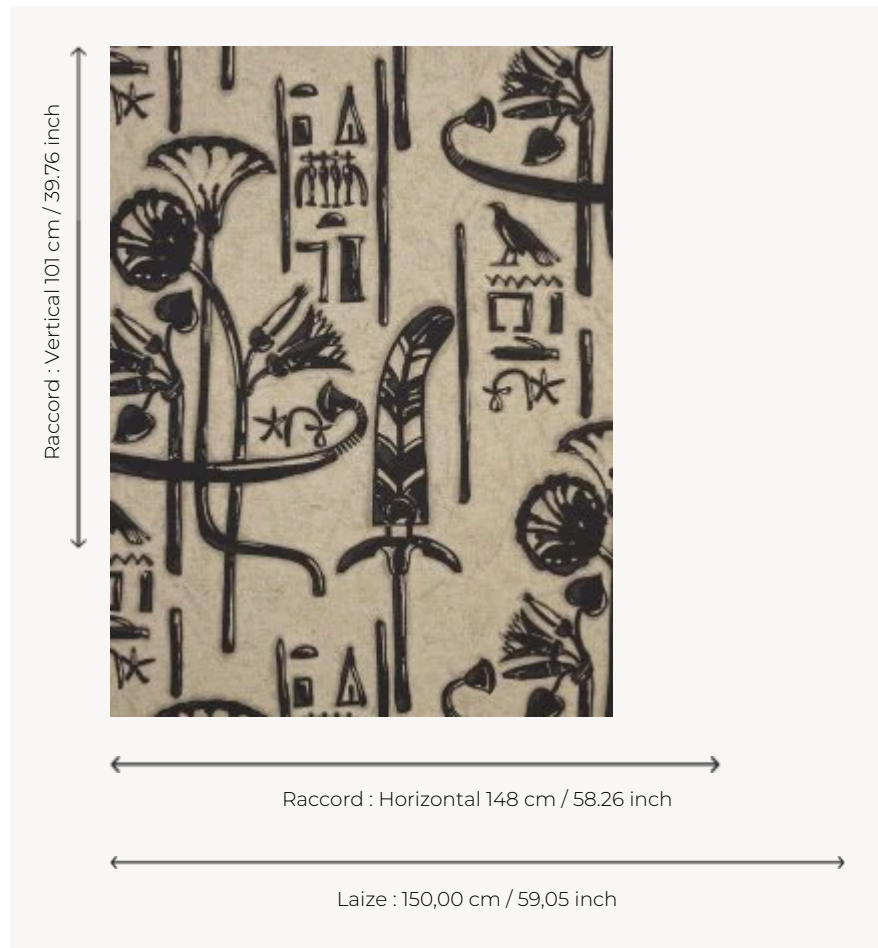 Raccord : Vertical 101 cm / 39.76 inch
Raccord : Horizontal 148 cm / 58.26 inch
Laize : 150,00 cm / 59,05 inch